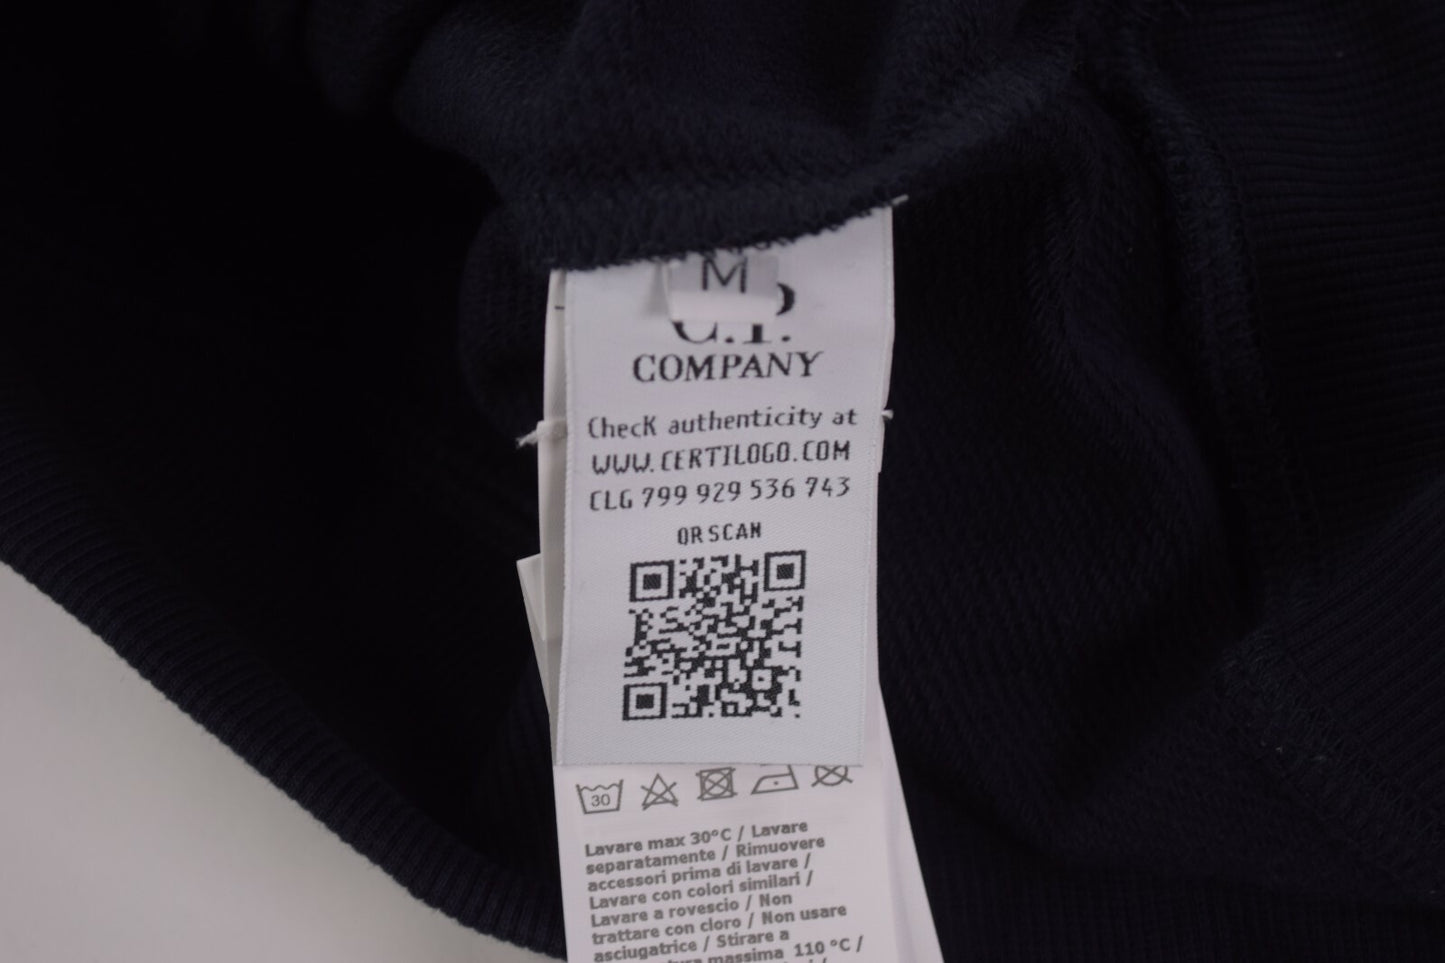 M
C.P.
COMPANY
Check authenticity at
WWW.CERTILOGO.COM
CLG 799 929 536 743
QR SCAN
30
Lavare max 30°C / Lavare
separatamente / Rimuovere
accessori prima di lavare /
Lavare con colori similari /
Lavare a rovescio / Non
trattare con cloro / Non usare
asciugatrice / Stirare a
massima 110 °C /